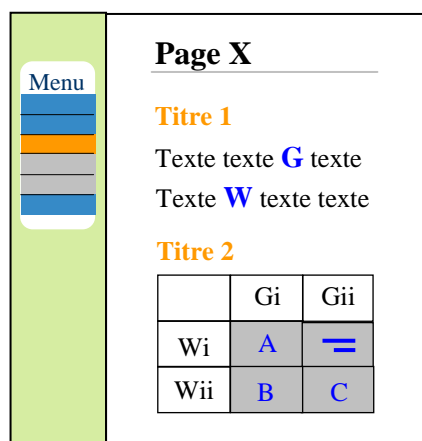 Menu
Page X
Titre 1
Texte texte G texte
Texte W texte texte
Titre 2
Gi Gii
Wi A
Wii B C